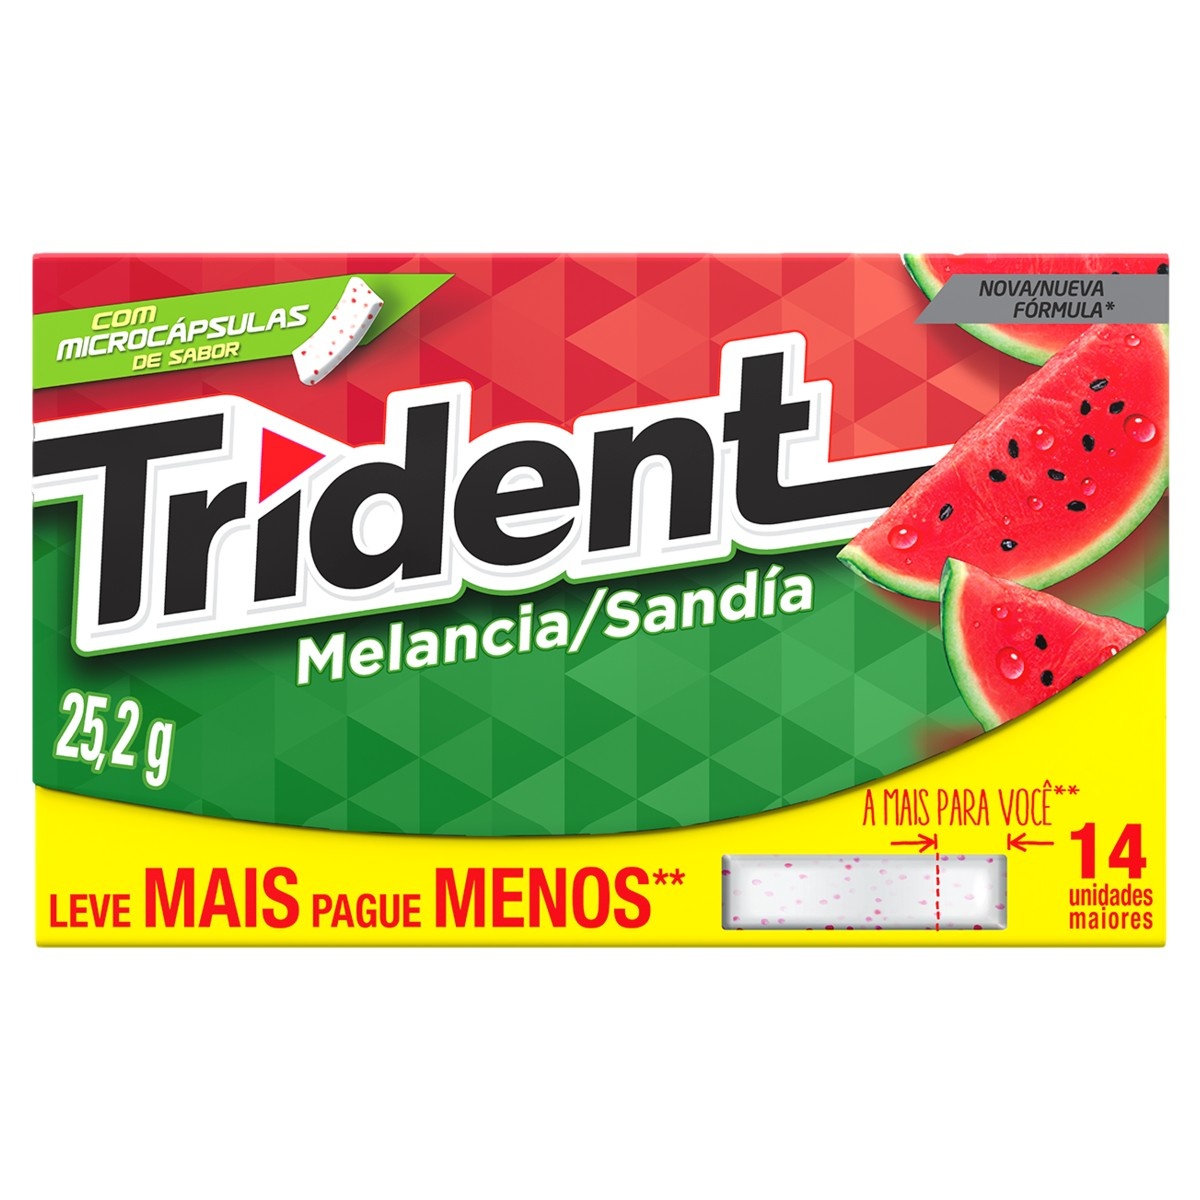 COM
MICROCÁPSULAS
DE SABOR
NOVA/NUEVA
FÓRMULA*
Trident
Melancia/Sandía
25,2 g
A MAIS PARA VOCÊ**
LEVE MAIS PAGUE MENOS**
14
unidades
maiores